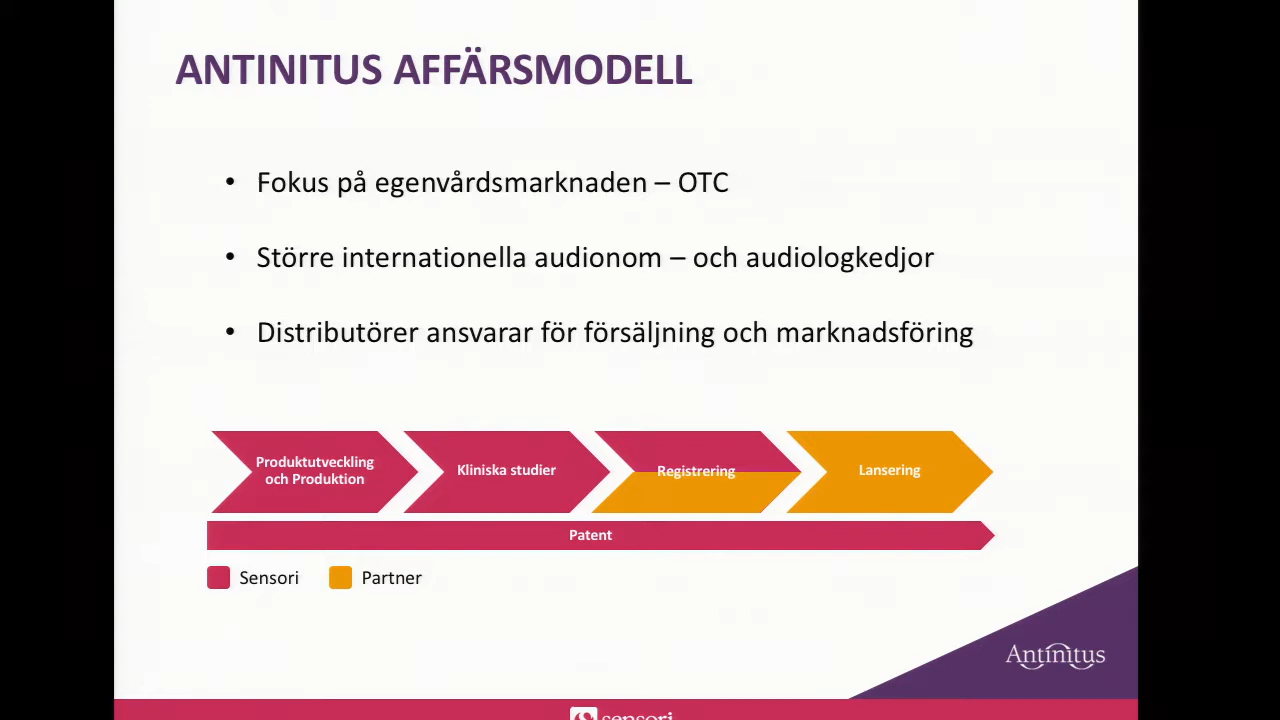 ANTINITUS AFFÄRSMODELL
• Fokus på egenvårdsmarknaden – OTC
• Större internationella audionom – och audiologkedjor
• Distributörer ansvarar för försäljning och marknadsföring
Produktutveckling
och Produktion
Kliniska studier
Registrering
Lansering
Patent
Sensori
Partner
Antinitus
sensori